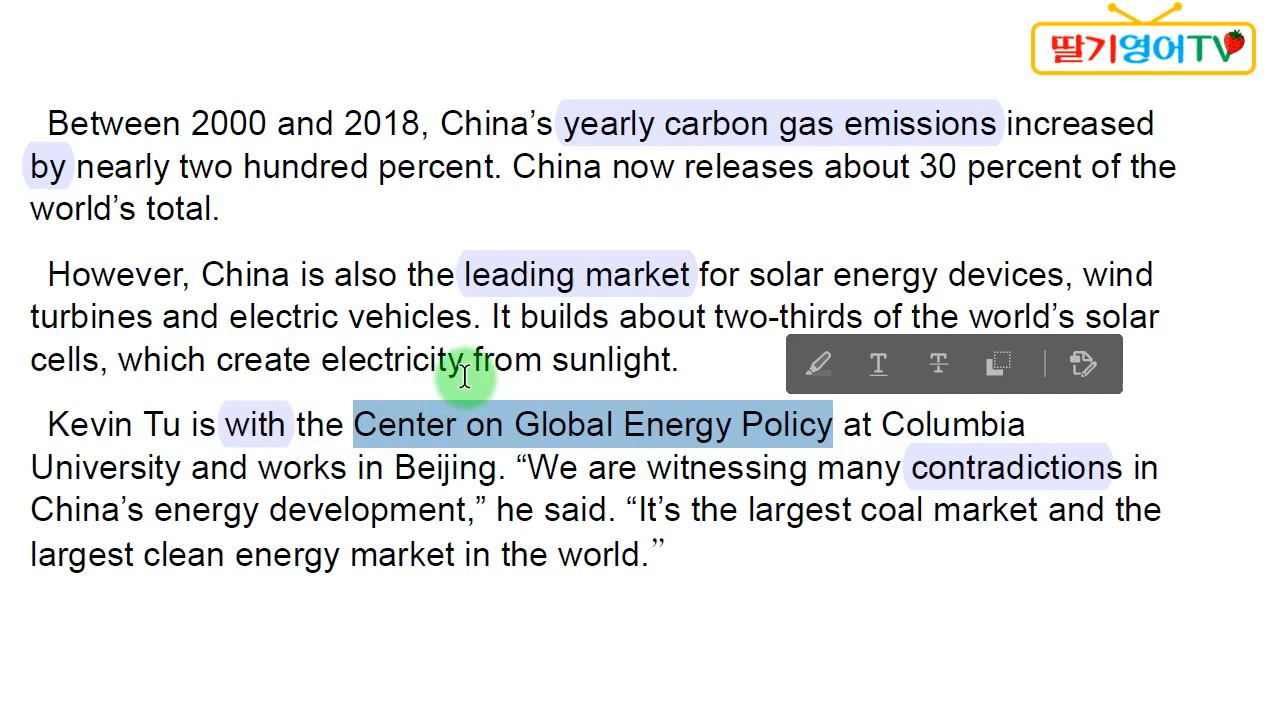 딸기영어TV
Between 2000 and 2018, China’s yearly carbon gas emissions increased
by nearly two hundred percent. China now releases about 30 percent of the
world’s total.
However, China is also the leading market for solar energy devices, wind
turbines and electric vehicles. It builds about two-thirds of the world’s solar
cells, which create electricity from sunlight.
Kevin Tu is with the Center on Global Energy Policy at Columbia
University and works in Beijing. “We are witnessing many contradictions in
China’s energy development,” he said. “It’s the largest coal market and the
largest clean energy market in the world.”